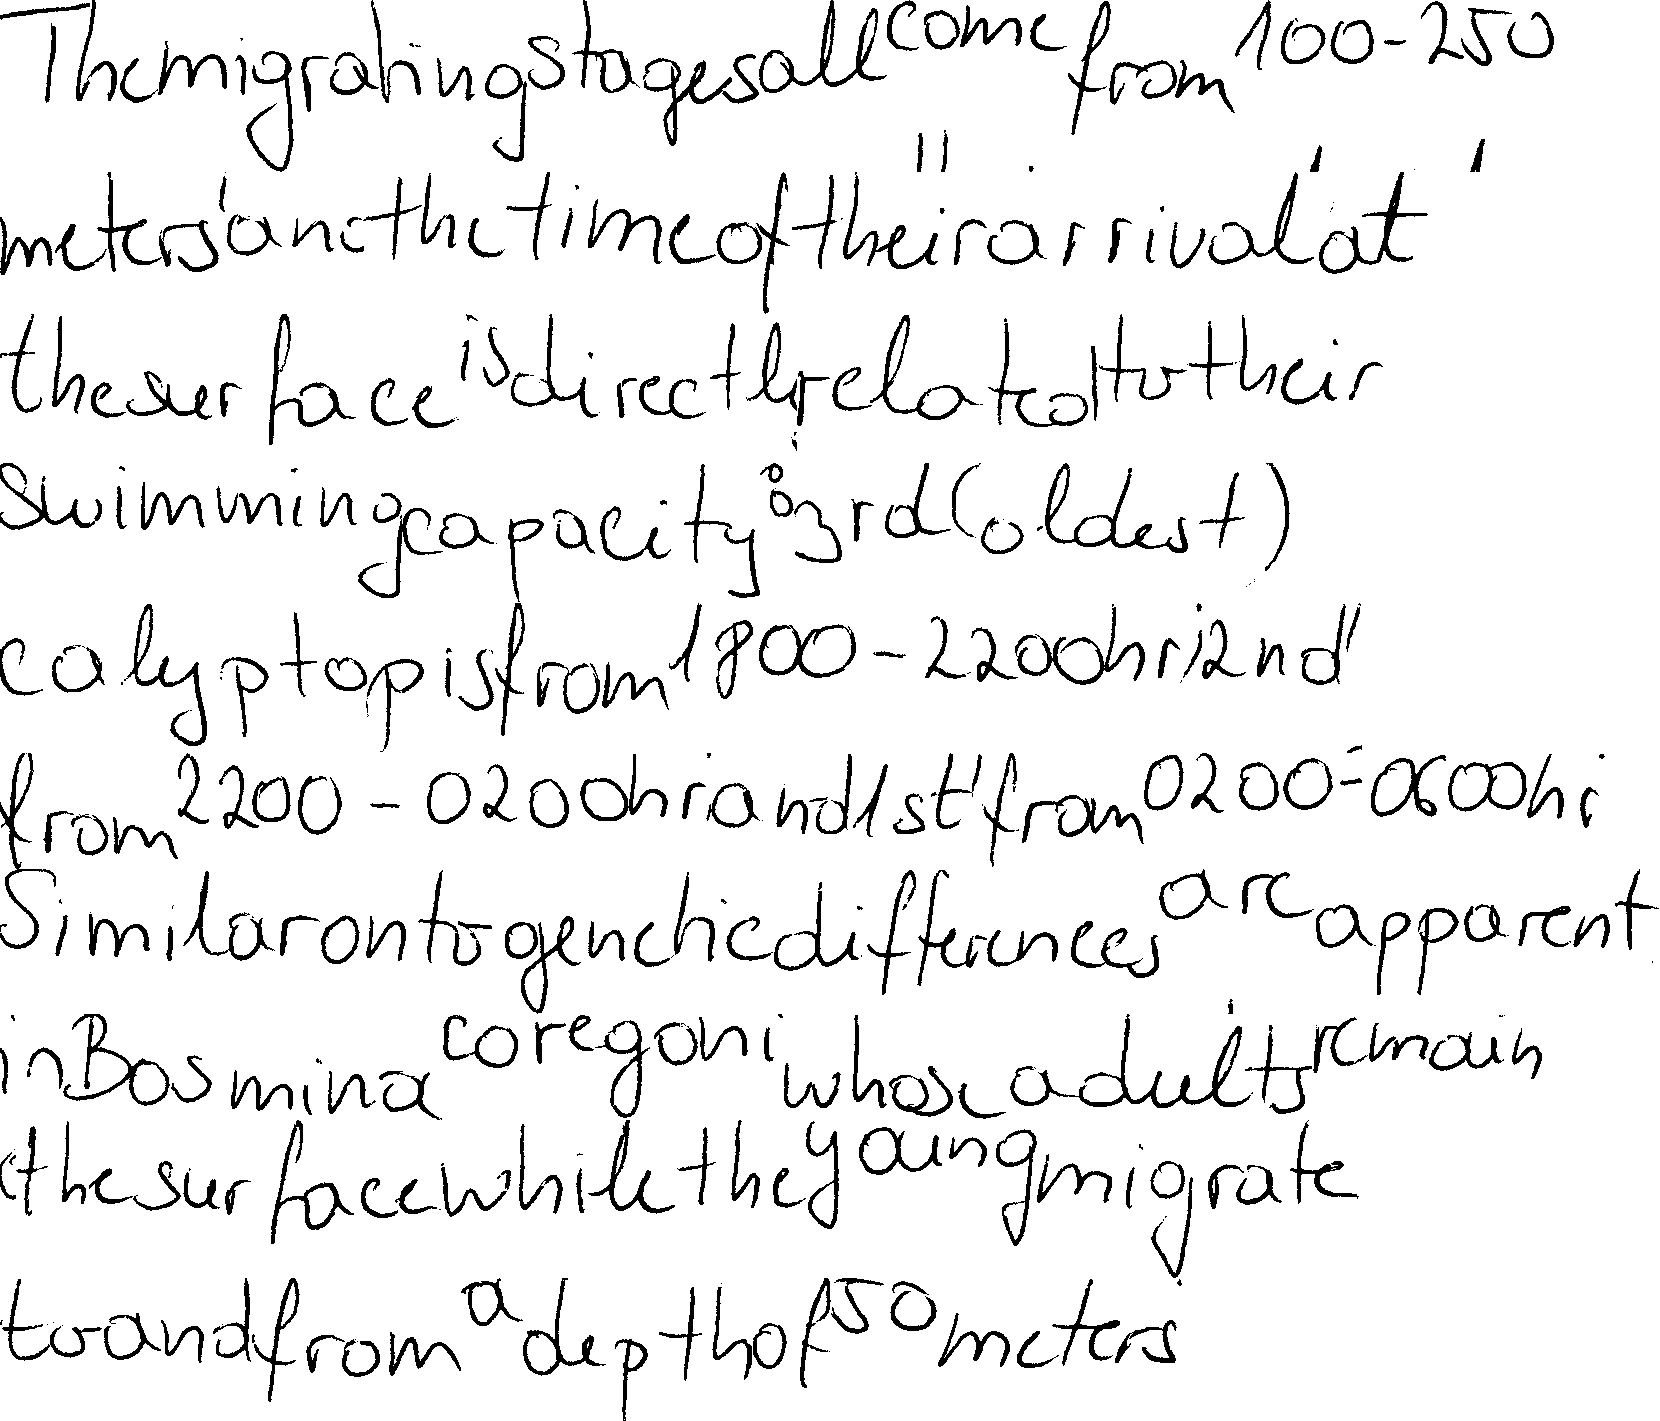 The migrating stages all come from 100-250
meters 'and the time of their arrival 'at
the surface is directly related to their
swimming capacity: 3rd (oldest)
calyptopis from 1800-2200 hr; 2nd
from 2200-0200 hr; and 1st from 0200-0600 hr
Similar ontogenetic differences are apparent
in Bosmina coregoni whose adults remain
the surface while the young migrate
to and from a depth of 50 meters